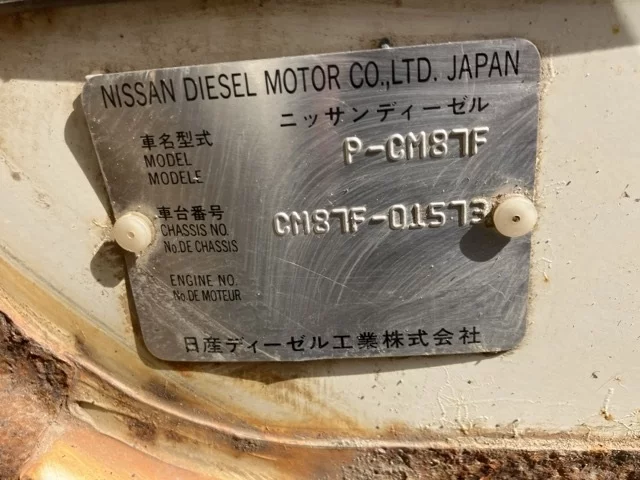 NISSAN DIESEL MOTOR CO.,LTD. JAPAN
ニッサンディーゼル
車名型式 P-CM87F
MODEL
MODELE
車台番号 CM87F-01573
CHASSIS NO.
No.DE CHASSIS
ENGINE NO.
No.DE MOTEUR
日産ディーゼル工業株式会社